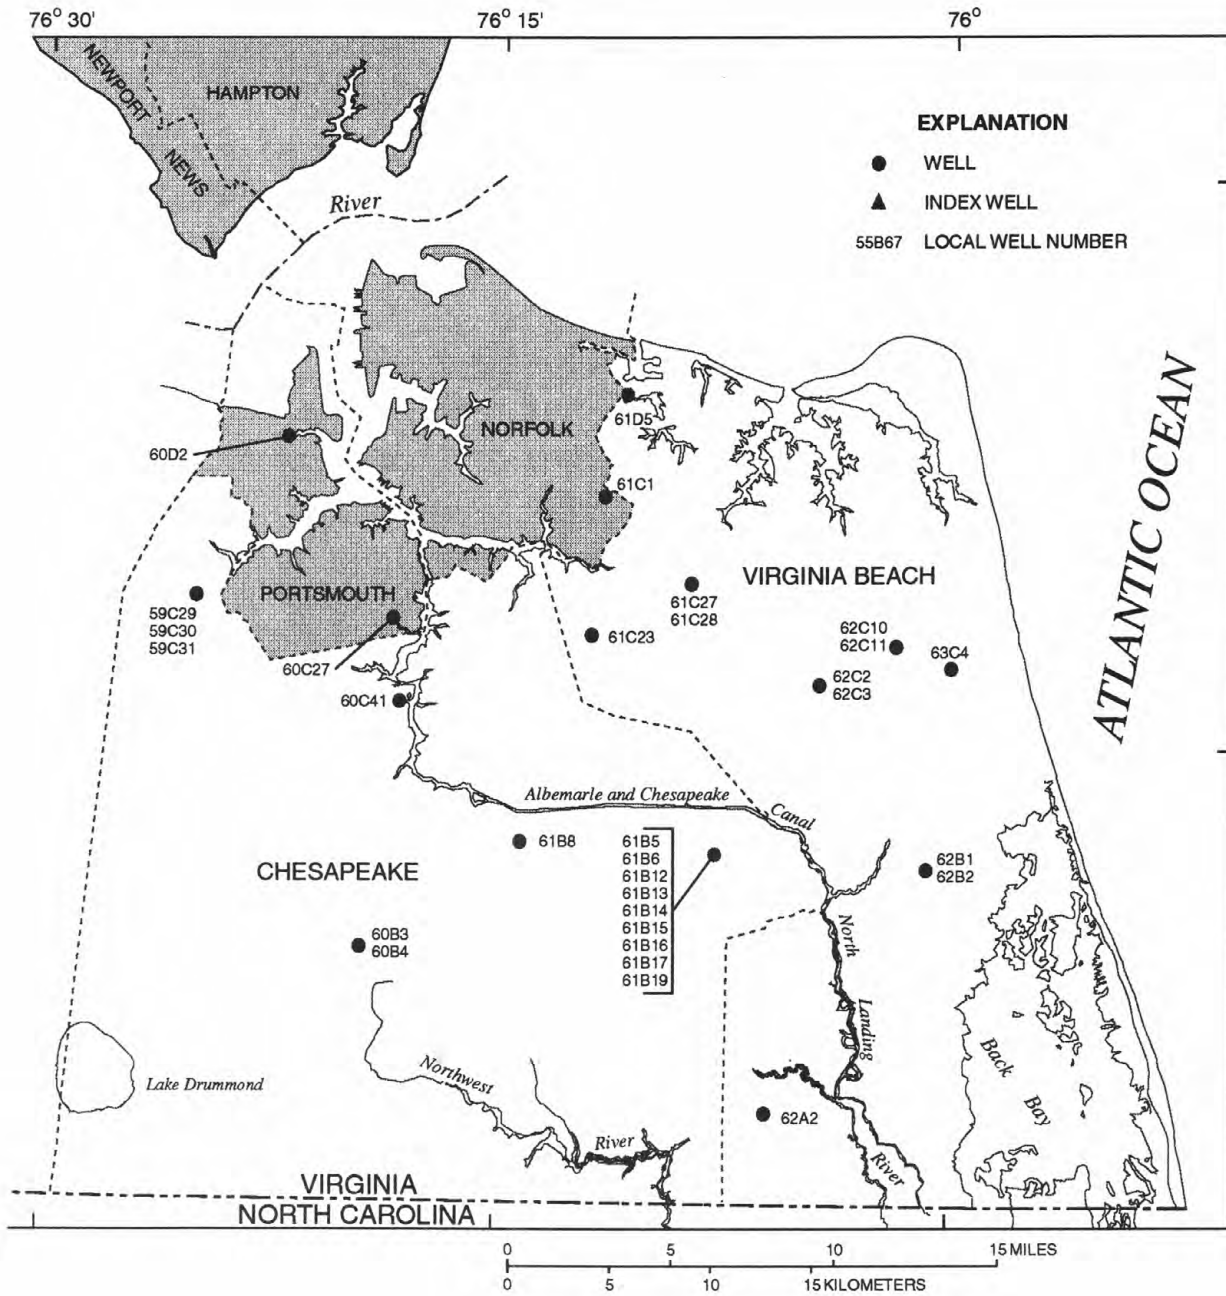 76° 30'
76° 15'
76°
NEWPORT
NEWS
HAMPTON
EXPLANATION
WELL
INDEX WELL
55B67 LOCAL WELL NUMBER
River
NORFOLK
61D5
60D2
61C1
ATLANTIC OCEAN
VIRGINIA BEACH
PORTSMOUTH
59C29
59C30
59C31
61C27
61C28
61C23
62C10
62C11
63C4
60C27
62C2
62C3
60C41
Albemarle and Chesapeake
Canal
61B8
61B5
61B6
61B12
61B13
61B14
61B15
61B16
61B17
61B19
62B1
62B2
CHESAPEAKE
60B3
60B4
North
Landing
River
Back
Bay
Lake Drummond
Northwest
River
62A2
VIRGINIA
NORTH CAROLINA
0 5 10 15 MILES
0 5 10 15 KILOMETERS